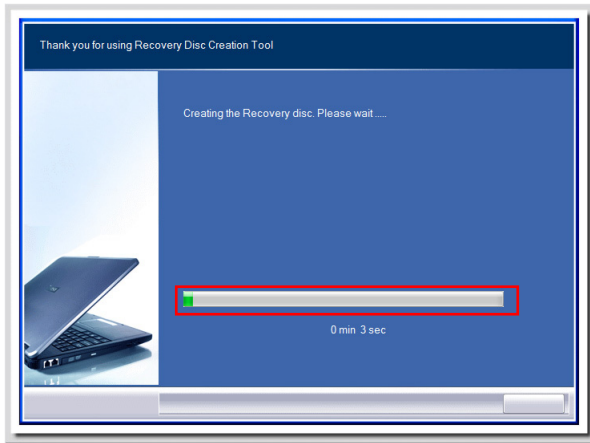 Thank you for using Recovery Disc Creation Tool
Creating the Recovery disc. Please wait .....
0 min 3 sec